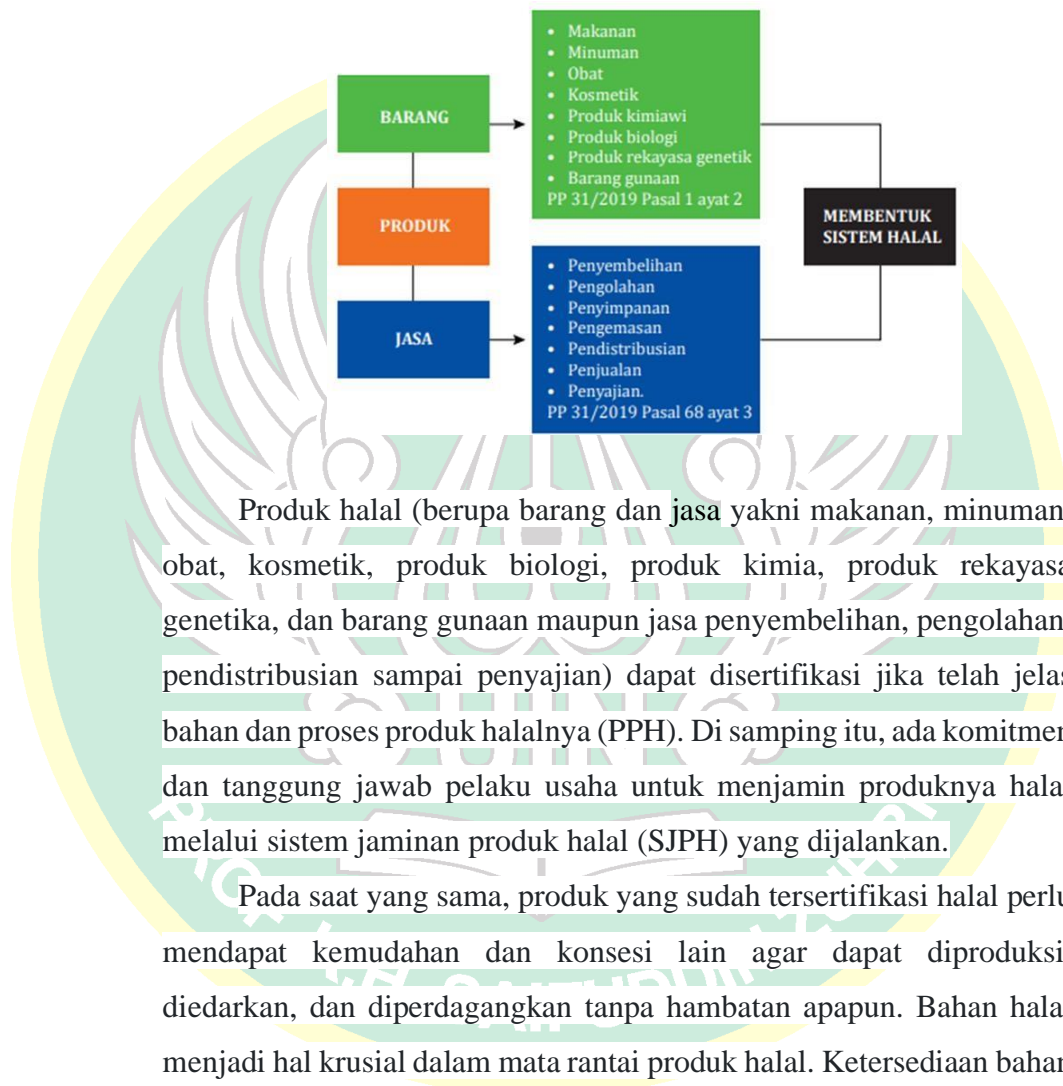 BARANG
• Makanan
• Minuman
• Obat
• Kosmetik
• Produk kimiawi
• Produk biologi
• Produk rekayasa genetik
• Barang gunaan
PP 31/2019 Pasal 1 ayat 2
PRODUK
MEMBENTUK
SISTEM HALAL
JASA
• Penyembelihan
• Pengolahan
• Penyimpanan
• Pengemasan
• Pendistribusian
• Penjualan
• Penyajian.
PP 31/2019 Pasal 68 ayat 3
Produk halal (berupa barang dan jasa yakni makanan, minuman
obat, kosmetik, produk biologi, produk kimia, produk rekayasa
genetika, dan barang gunaan maupun jasa penyembelihan, pengolahan
pendistribusian sampai penyajian) dapat disertifikasi jika telah jelas
bahan dan proses produk halalnya (PPH). Di samping itu, ada komitmen
dan tanggung jawab pelaku usaha untuk menjamin produknya halal
melalui sistem jaminan produk halal (SJPH) yang dijalankan.
Pada saat yang sama, produk yang sudah tersertifikasi halal perlu
mendapat kemudahan dan konsesi lain agar dapat diproduksi
diedarkan, dan diperdagangkan tanpa hambatan apapun. Bahan halal
menjadi hal krusial dalam mata rantai produk halal. Ketersediaan bahan